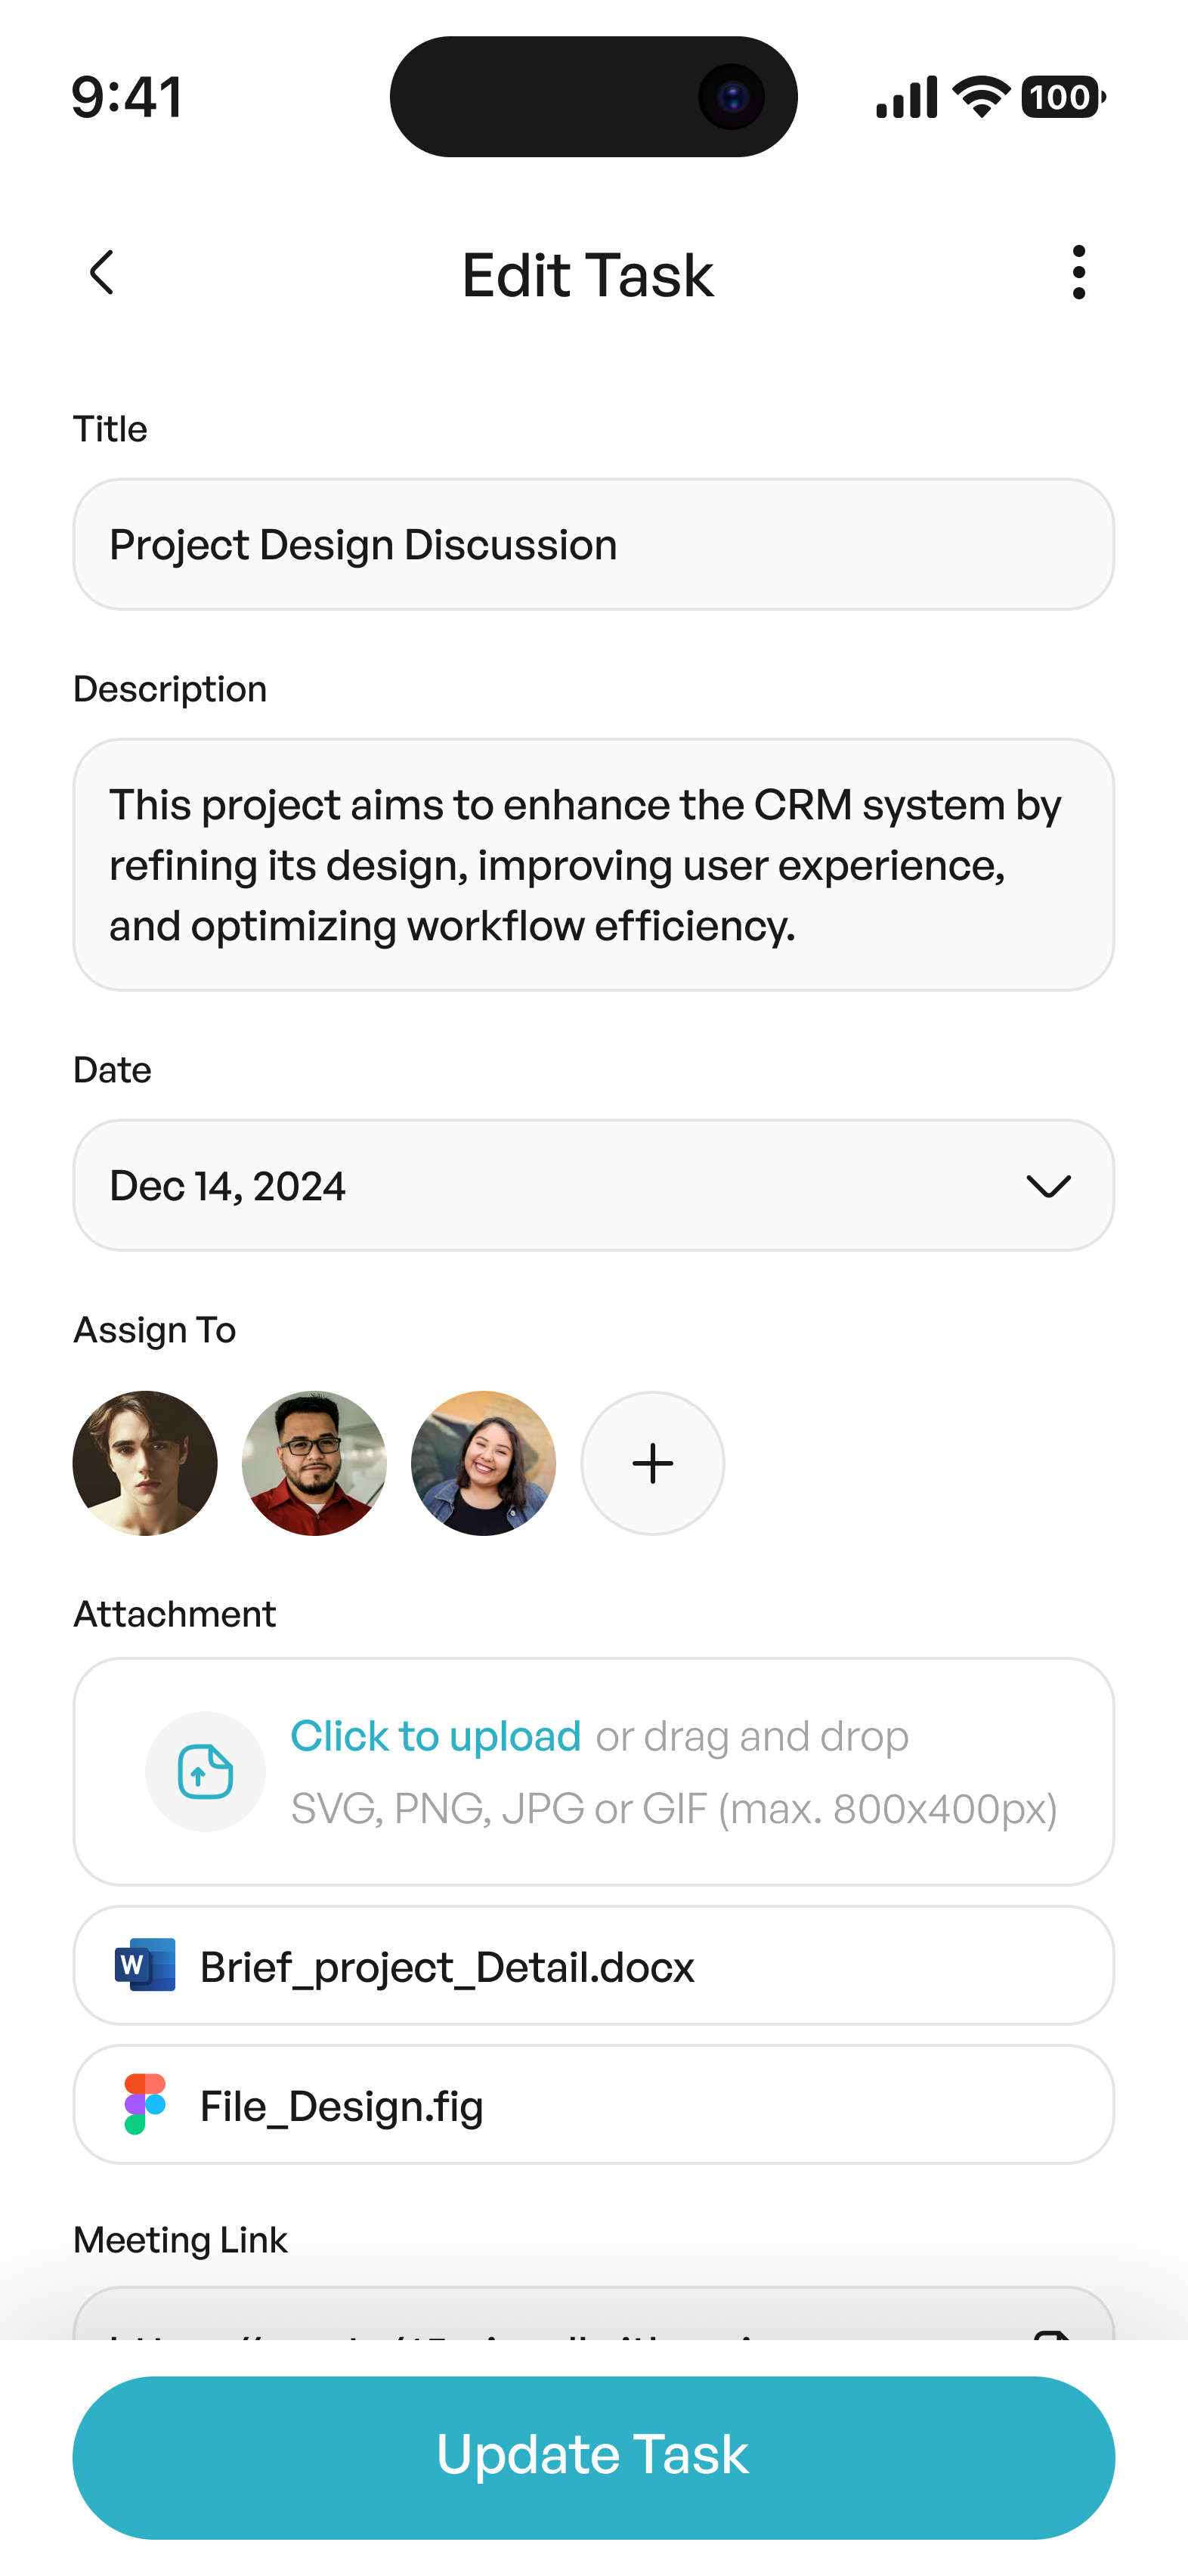 9:41
100
Edit Task
Title
Project Design Discussion
Description
This project aims to enhance the CRM system by
refining its design, improving user experience,
and optimizing workflow efficiency.
Date
Dec 14, 2024
Assign To
Attachment
Click to upload or drag and drop
SVG, PNG, JPG or GIF (max. 800x400px)
W
Brief_project_Detail.docx
File_Design.fig
Meeting Link
Update Task